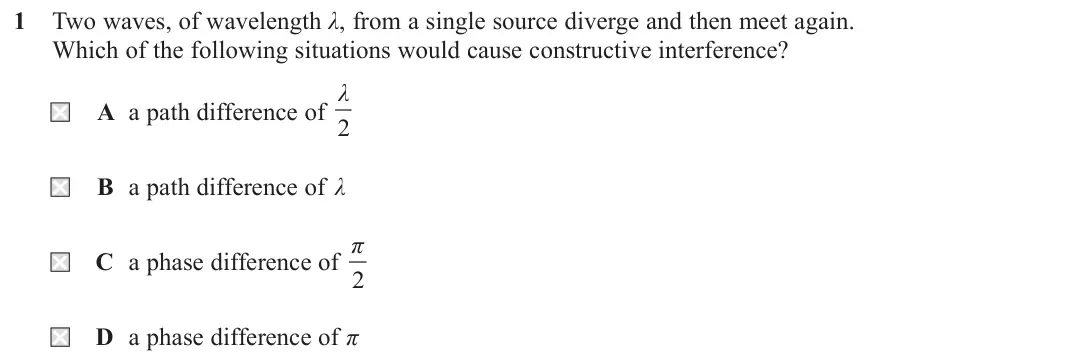 1 Two waves, of wavelength λ, from a single source diverge and then meet again.
Which of the following situations would cause constructive interference?
A a path difference of λ/2
B a path difference of λ
C a phase difference of π/2
D a phase difference of π